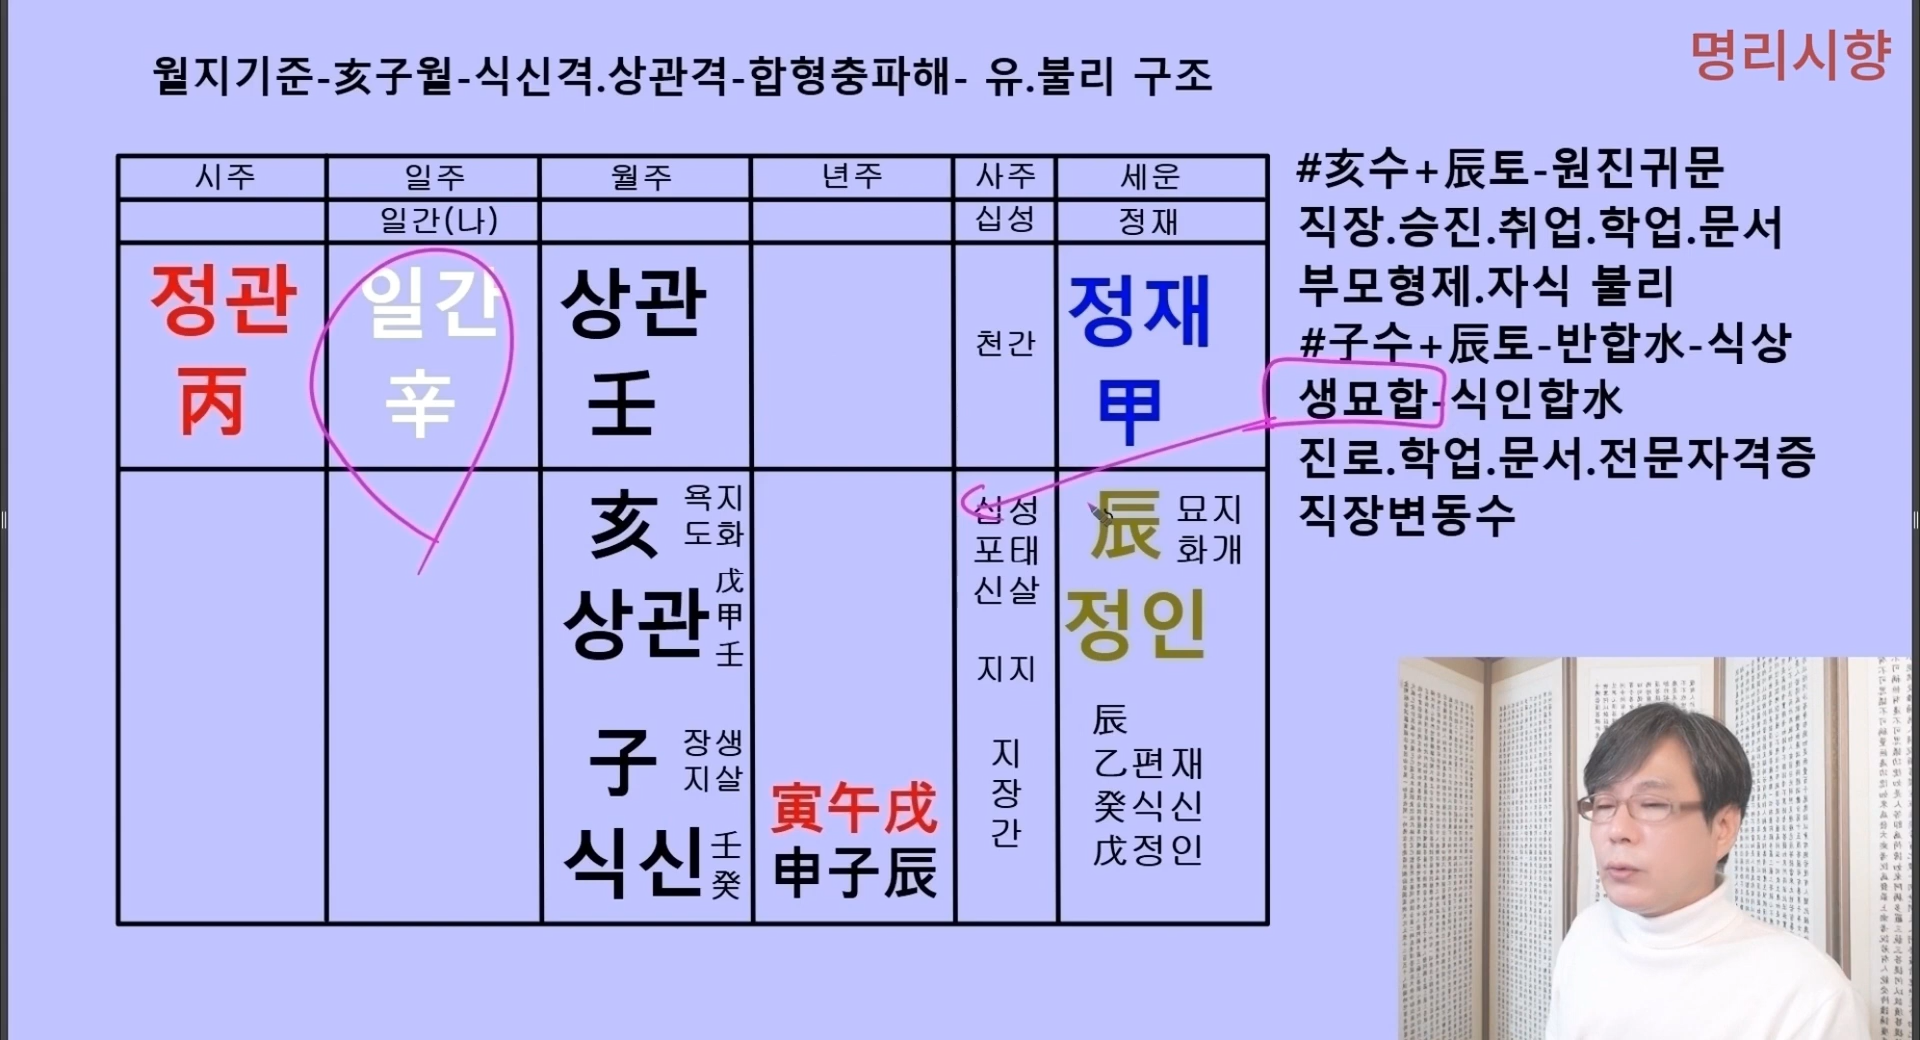 명리시향
월지기준-亥子월-식신격.상관격-합형충파해- 유.불리 구조
시주 일주 월주 년주 사주 세운
일간(나) 십성 정재
정관 일간 상관 정재
丙 辛 壬 천간 甲
亥 욕지 십성 辰 묘지
도화 포태 화개
상관 戊 신살 정인
甲
壬 지지
子 장생 지 辰
지살 장 乙편재
寅午戌 간 癸식신
식신 壬 申子辰 戊정인
癸
#亥수+辰토-원진귀문
직장.승진.취업.학업.문서
부모형제.자식 불리
#子수+辰토-반합水-식상
생묘합-식인합水
진로.학업.문서.전문자격증
직장변동수